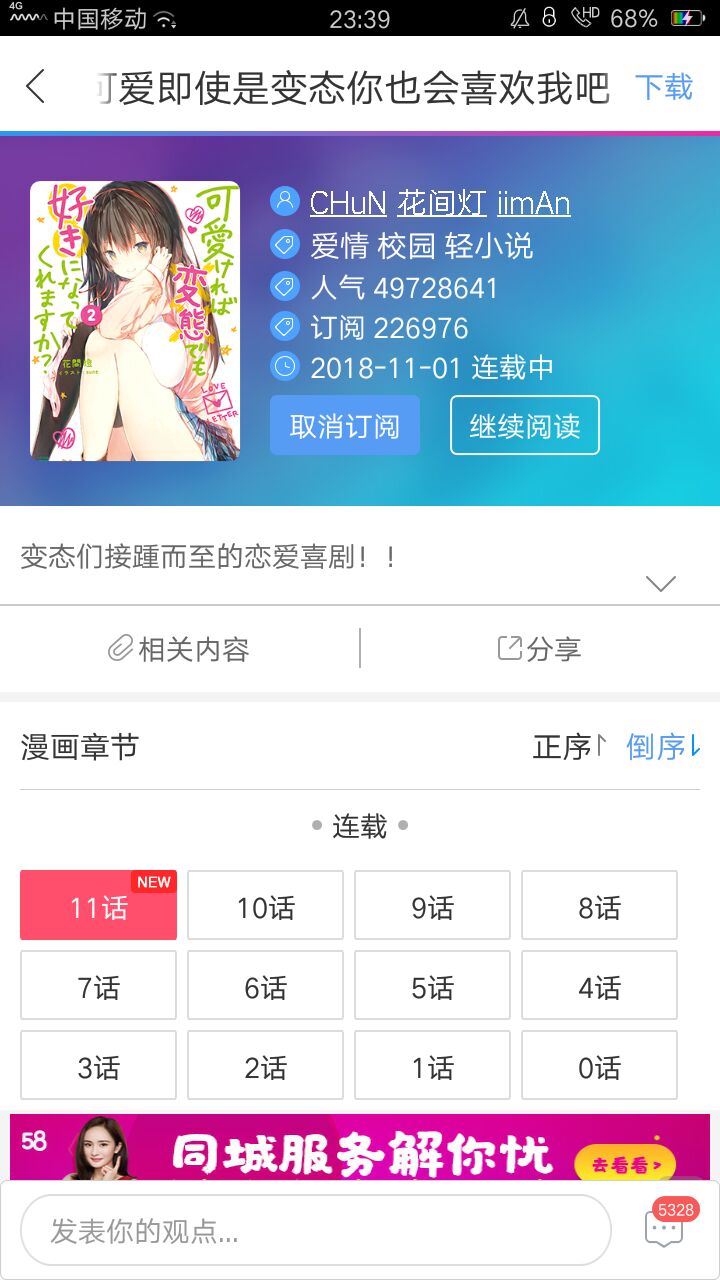 4G
中国移动
23:39
HD
68%
可爱即使是变态你也会喜欢我吧
下载
可愛ければ
変態でも
好きになって
くれますか?
2
花間燈
イラスト sune
LOVE
LETTER
CHuN 花间灯 iimAn
爱情 校园 轻小说
人气 49728641
订阅 226976
2018-11-01 连载中
取消订阅
继续阅读
变态们接踵而至的恋爱喜剧！！
相关内容
分享
漫画章节
正序
倒序
连载
11话
NEW
10话
9话
8话
7话
6话
5话
4话
3话
2话
1话
0话
58
同城服务解你忧
去看看>
发表你的观点...
5328